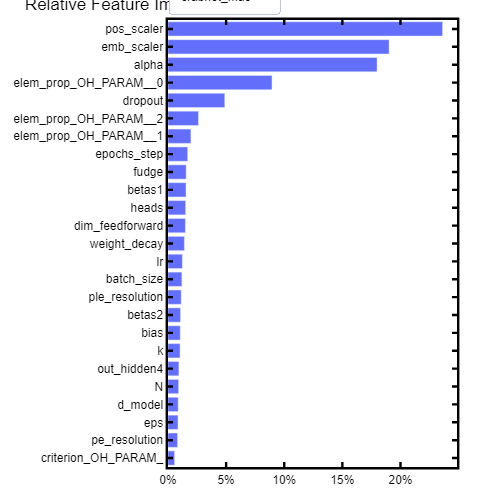 Relative Feature Im
pos_scaler
emb_scaler
alpha
elem_prop_OH_PARAM__0
dropout
elem_prop_OH_PARAM__2
elem_prop_OH_PARAM__1
epochs_step
fudge
betas1
heads
dim_feedforward
weight_decay
lr
batch_size
ple_resolution
betas2
bias
k
out_hidden4
N
d_model
eps
pe_resolution
criterion_OH_PARAM_
0% 5% 10% 15% 20%